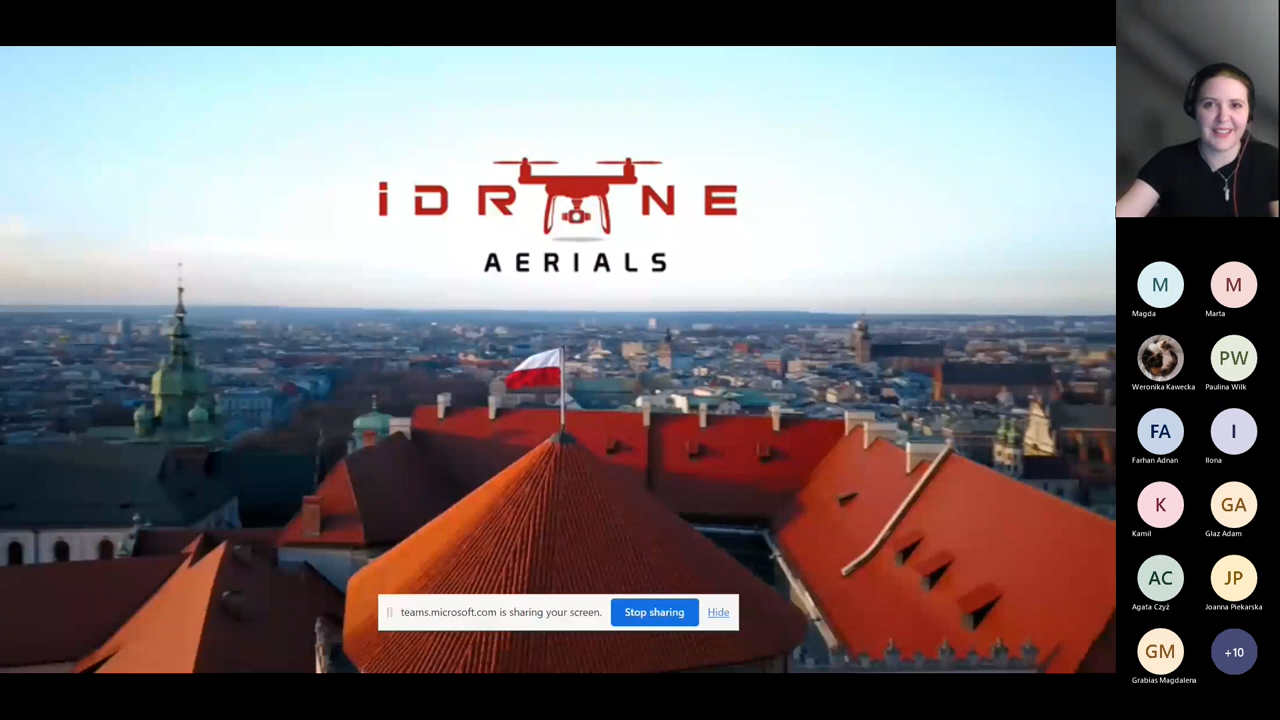 iDRONE
AERIALS
teams.microsoft.com is sharing your screen.
Stop sharing
Hide
M
Magda
M
Marta
Weronika Kawecka
PW
Paulina Wilk
FA
Farhan Adnan
I
Ilona
K
Kamil
GA
Głaz Adam
AC
Agata Czyż
JP
Joanna Piekarska
GM
Grabias Magdalena
+10